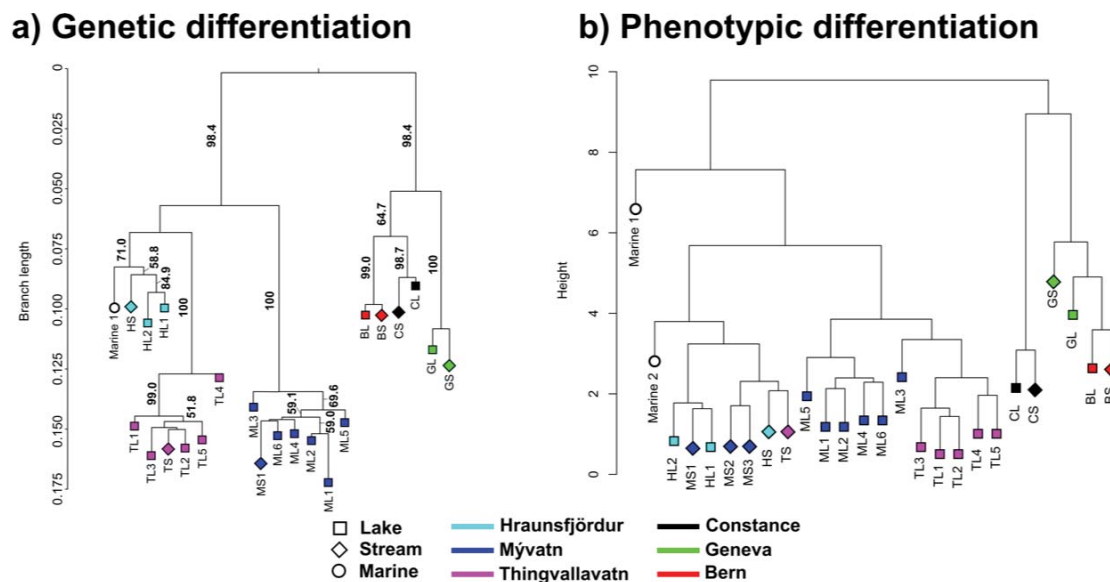 a) Genetic differentiation
b) Phenotypic differentiation
Branch length
0
0.025
0.050
0.075
0.100
0.125
0.150
0.175
98.4
98.4
71.0
58.8
84.9
100
100
64.7
99.0
98.7
100
Marine 1
HS
HL2
HL1
BL
BS
CS
CL
GL
GS
99.0
51.8
TL4
TL1
TL3
TS
TL2
TL5
59.1
69.6
59.0
ML3
MS1
ML6
ML4
ML2
ML1
ML5
Height
10
8
6
4
2
0
Marine 1
Marine 2
HL2
MS1
HL1
MS2
MS3
HS
TS
ML5
ML1
ML2
ML4
ML6
ML3
TL3
TL1
TL2
TL4
TL5
CL
CS
GS
GL
BL
BS
Lake
Stream
Marine
Hraunsfjördur
Mývatn
Thingvallavatn
Constance
Geneva
Bern